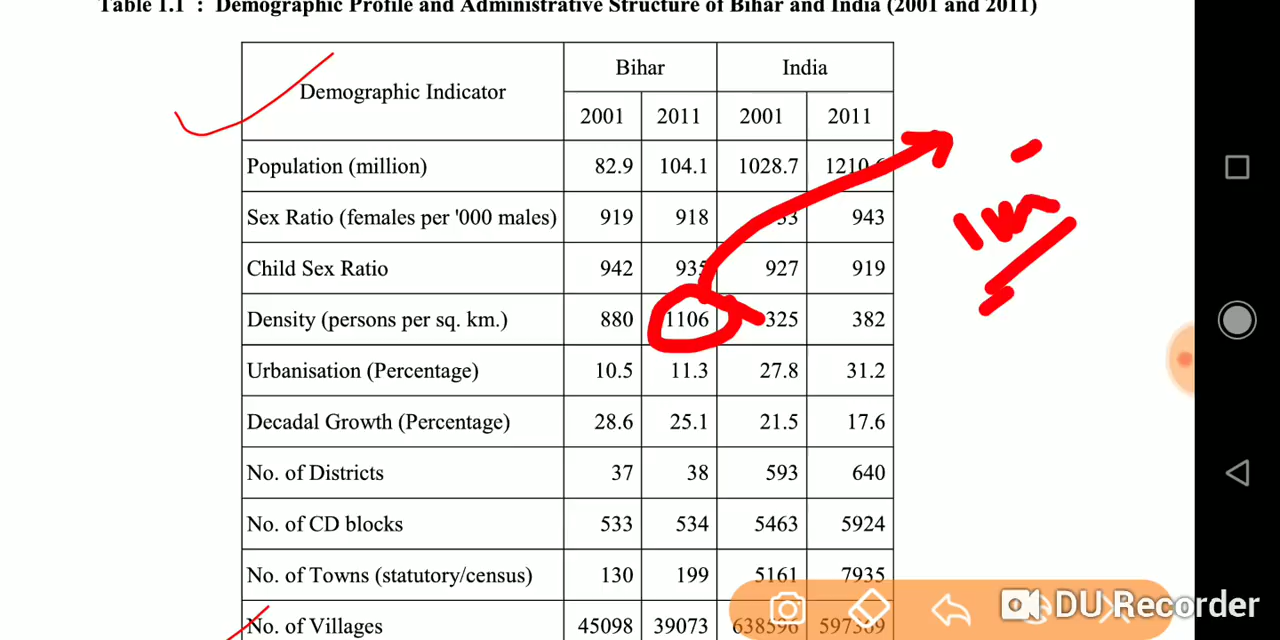 Table 1.1 : Demographic Profile and Administrative Structure of Bihar and India (2001 and 2011)
Demographic Indicator Bihar India
2001 2011 2001 2011
Population (million) 82.9 104.1 1028.7
Sex Ratio (females per '000 males) 919 918 943
Child Sex Ratio 942 935 927 919
Density (persons per sq. km.) 880 1106 325 382
Urbanisation (Percentage) 10.5 11.3 27.8 31.2
Decadal Growth (Percentage) 28.6 25.1 21.5 17.6
No. of Districts 37 38 593 640
No. of CD blocks 533 534 5463 5924
No. of Towns (statutory/census) 130 199 5161 7935
No. of Villages 45098 39073
DU Recorder